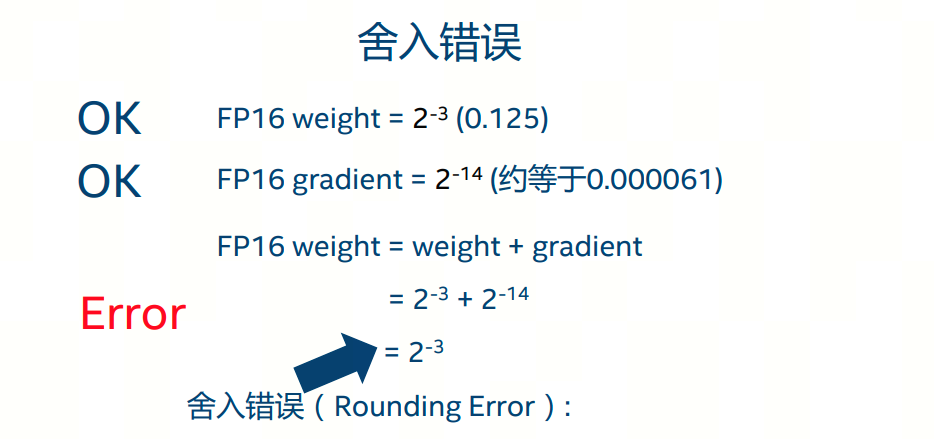 舍入错误
OK FP16 weight = 2⁻³ (0.125)
OK FP16 gradient = 2⁻¹⁴ (约等于0.000061)
FP16 weight = weight + gradient
= 2⁻³ + 2⁻¹⁴
Error
= 2⁻³
舍入错误（Rounding Error）: